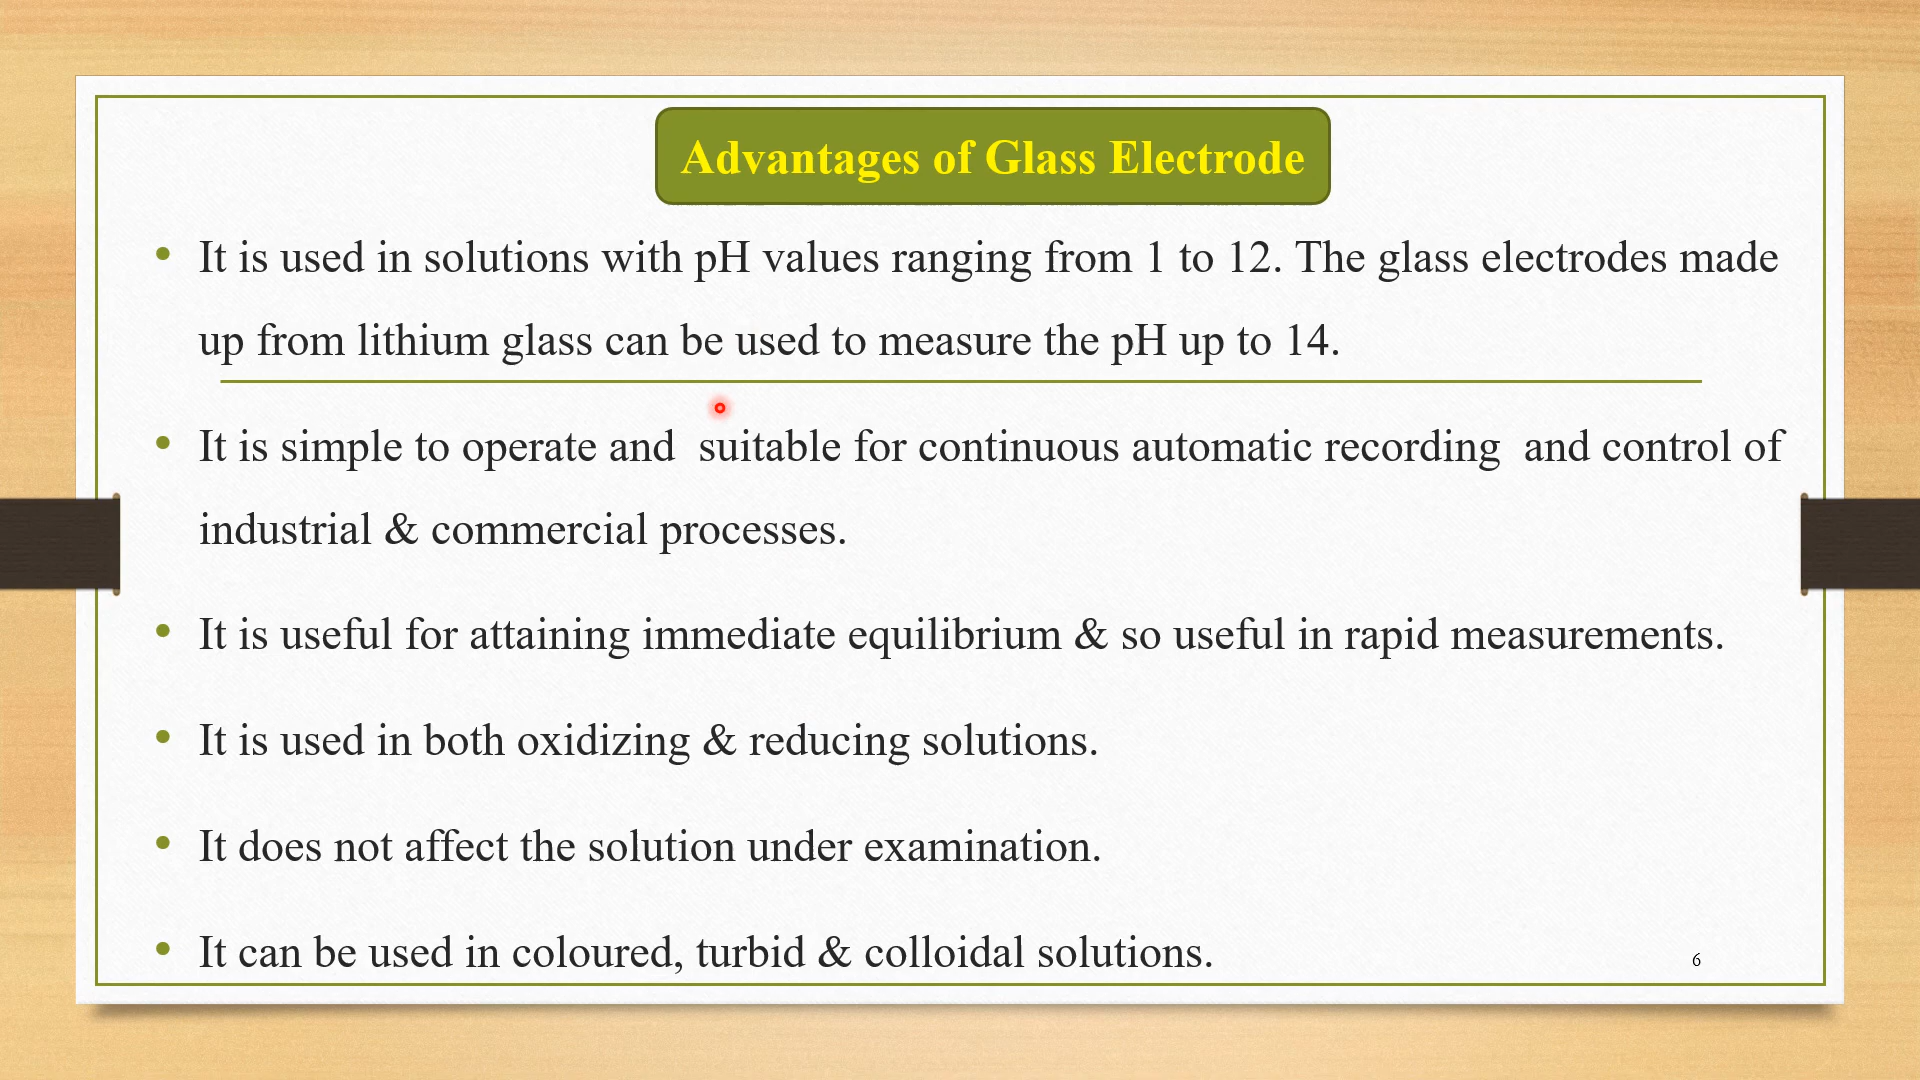 Advantages of Glass Electrode
• It is used in solutions with pH values ranging from 1 to 12. The glass electrodes made
up from lithium glass can be used to measure the pH up to 14.
• It is simple to operate and  suitable for continuous automatic recording  and control of
industrial & commercial processes.
• It is useful for attaining immediate equilibrium & so useful in rapid measurements.
• It is used in both oxidizing & reducing solutions.
• It does not affect the solution under examination.
• It can be used in coloured, turbid & colloidal solutions.
6